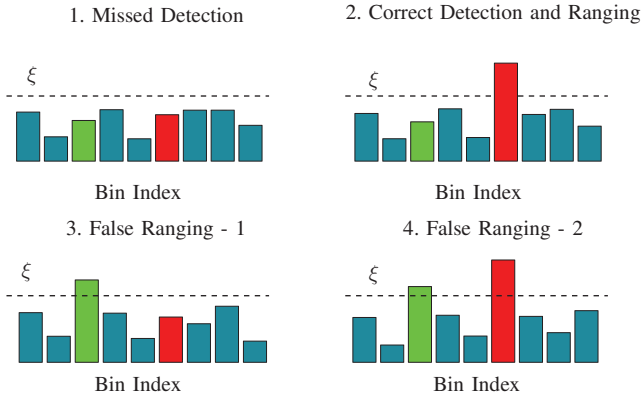 1. Missed Detection
2. Correct Detection and Ranging
ξ
ξ
Bin Index
Bin Index
3. False Ranging - 1
4. False Ranging - 2
ξ
ξ
Bin Index
Bin Index